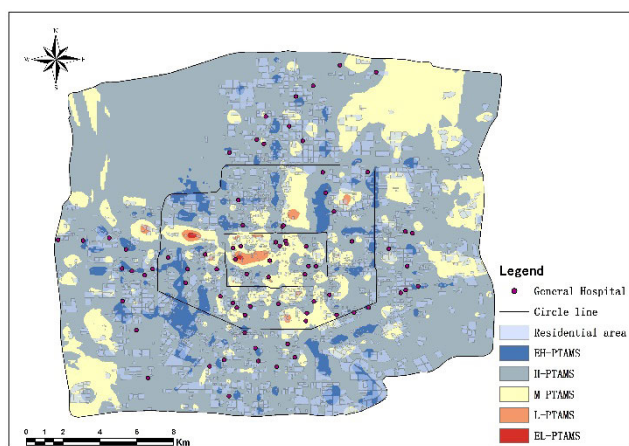 N
Legend
General Hospital
Circle line
Residential area
EH-PTAMS
H-PTAMS
M PTAMS
L-PTAMS
EL-PTAMS
0 1 2 4 6 8
Km